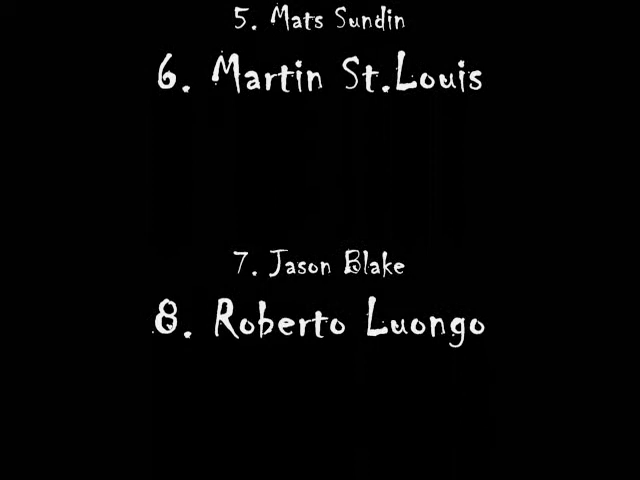 5. Mats Sundin
6. Martin St.Louis
7. Jason Blake
8. Roberto Luongo